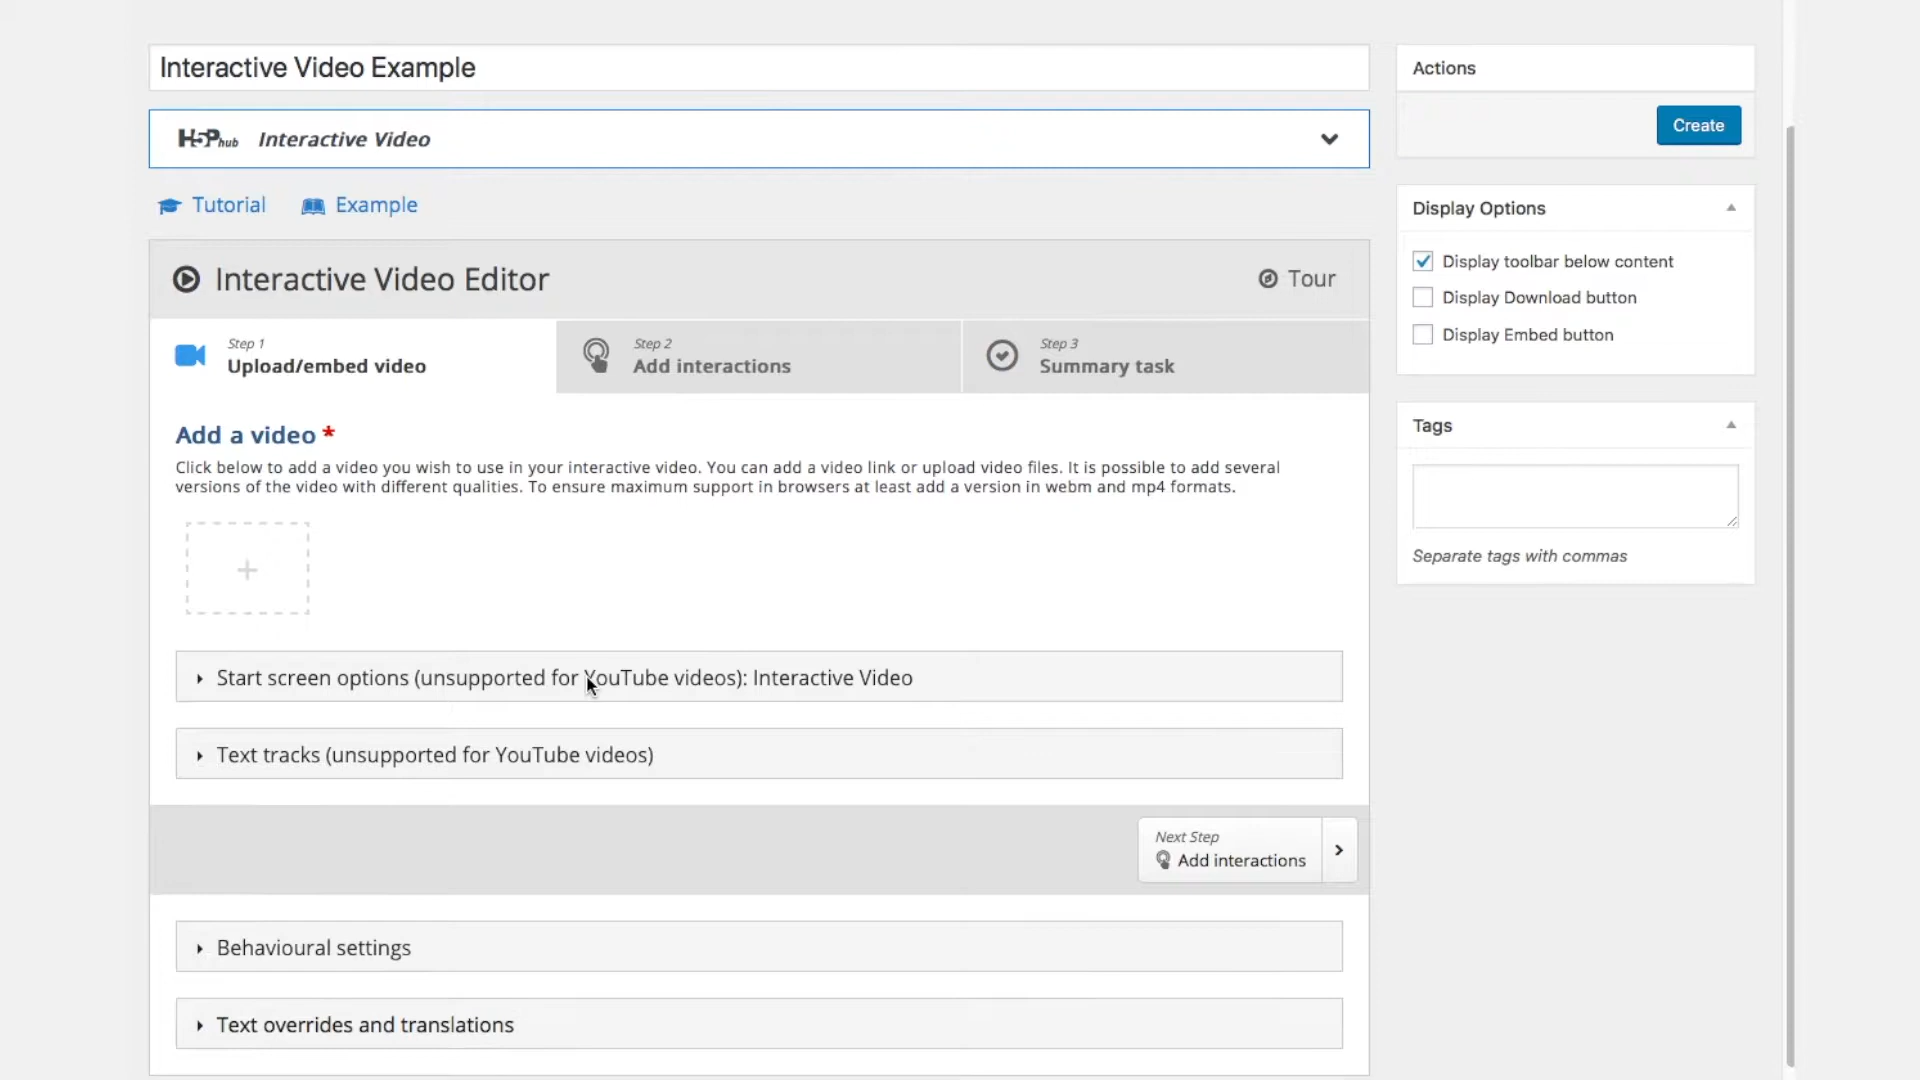 Interactive Video Example
H5P hub Interactive Video
Tutorial Example
Interactive Video Editor
Tour
Step 1
Upload/embed video
Step 2
Add interactions
Step 3
Summary task
Add a video *
Click below to add a video you wish to use in your interactive video. You can add a video link or upload video files. It is possible to add several
versions of the video with different qualities. To ensure maximum support in browsers at least add a version in webm and mp4 formats.
+
Start screen options (unsupported for YouTube videos): Interactive Video
Text tracks (unsupported for YouTube videos)
Next Step
Add interactions
Behavioural settings
Text overrides and translations
Actions
Create
Display Options
Display toolbar below content
Display Download button
Display Embed button
Tags
Separate tags with commas